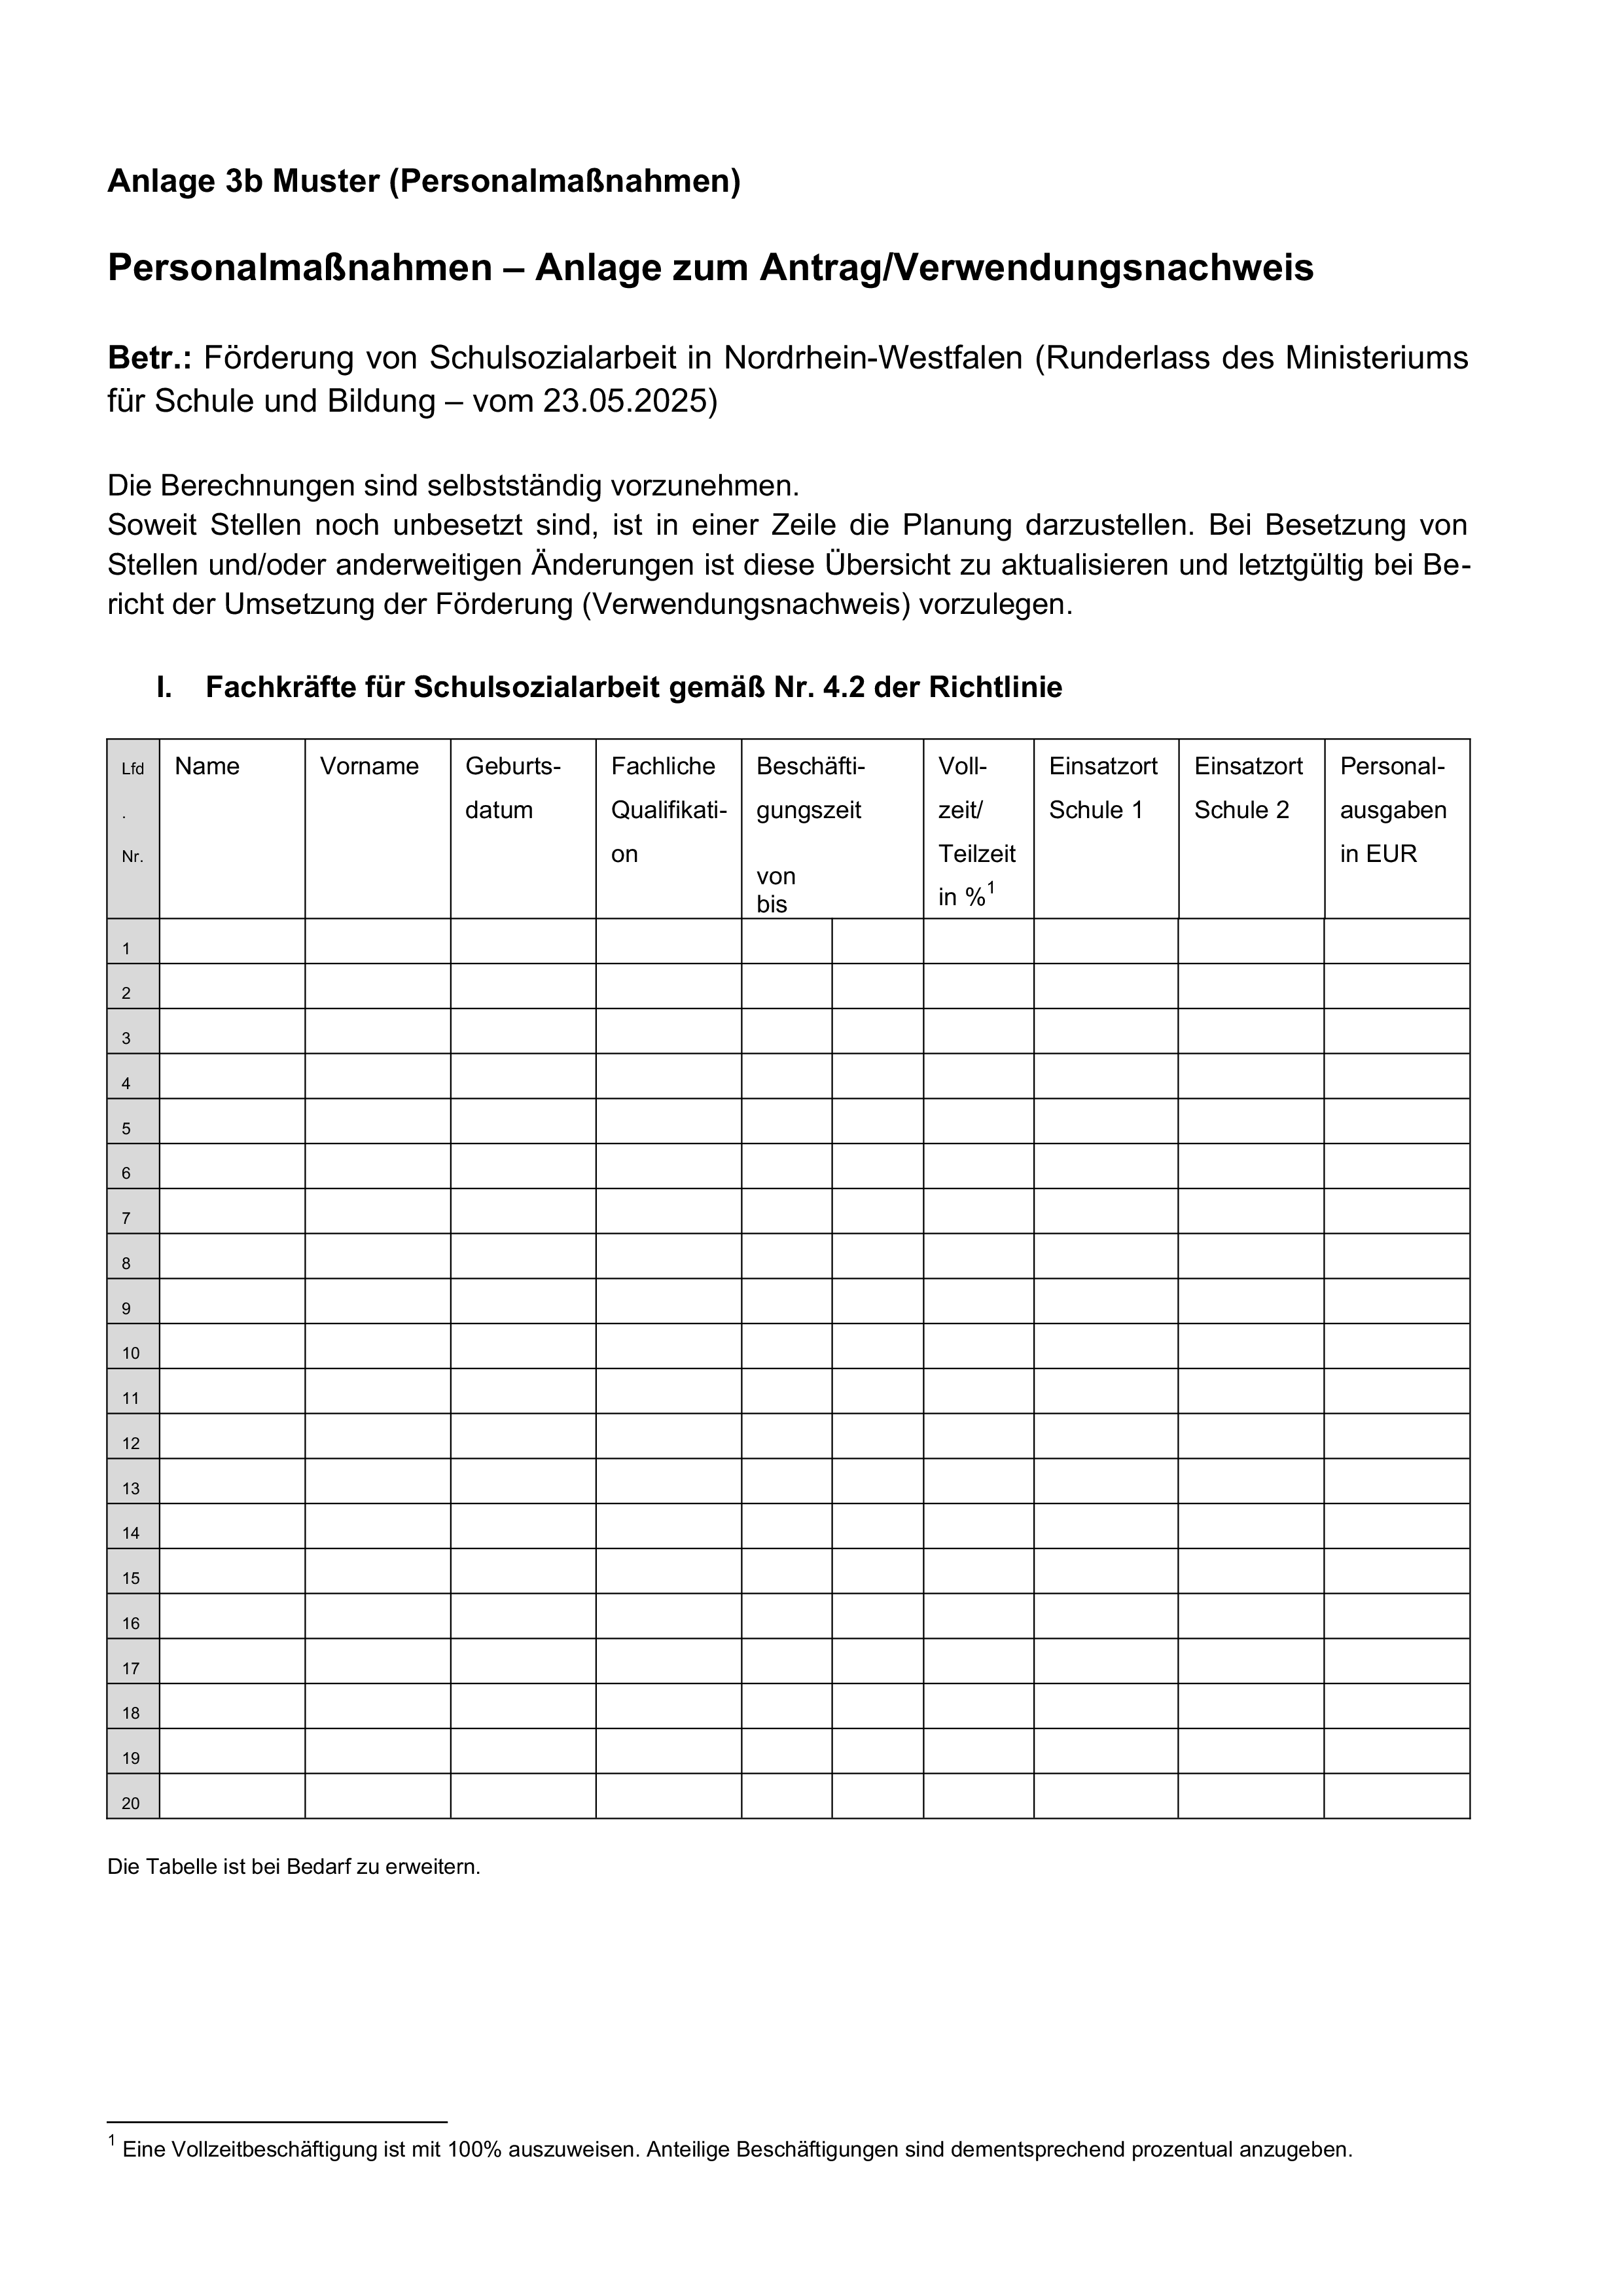 Anlage 3b Muster (Personalmaßnahmen)
Personalmaßnahmen – Anlage zum Antrag/Verwendungsnachweis
Betr.: Förderung von Schulsozialarbeit in Nordrhein-Westfalen (Runderlass des Ministeriums
für Schule und Bildung – vom 23.05.2025)
Die Berechnungen sind selbstständig vorzunehmen.
Soweit Stellen noch unbesetzt sind, ist in einer Zeile die Planung darzustellen. Bei Besetzung von
Stellen und/oder anderweitigen Änderungen ist diese Übersicht zu aktualisieren und letztgültig bei Be-
richt der Umsetzung der Förderung (Verwendungsnachweis) vorzulegen.
I. Fachkräfte für Schulsozialarbeit gemäß Nr. 4.2 der Richtlinie
Lfd
.
Nr.
Name
Vorname
Geburts-
datum
Fachliche
Qualifikati-
on
Beschäfti-
gungszeit
von
bis
Voll-
zeit/
Teilzeit
in %1
Einsatzort
Schule 1
Einsatzort
Schule 2
Personal-
ausgaben
in EUR
1
2
3
4
5
6
7
8
9
10
11
12
13
14
15
16
17
18
19
20
Die Tabelle ist bei Bedarf zu erweitern.
1 Eine Vollzeitbeschäftigung ist mit 100% auszuweisen. Anteilige Beschäftigungen sind dementsprechend prozentual anzugeben.